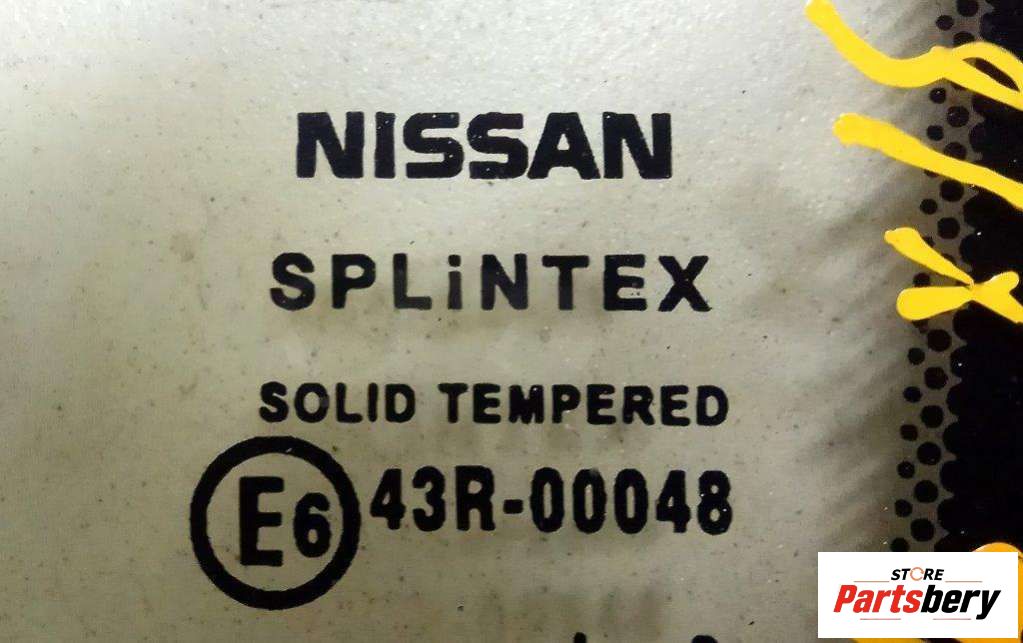 NISSAN
SPLiNTEX
SOLID TEMPERED
E6 43R-00048
STORE
Partsbery